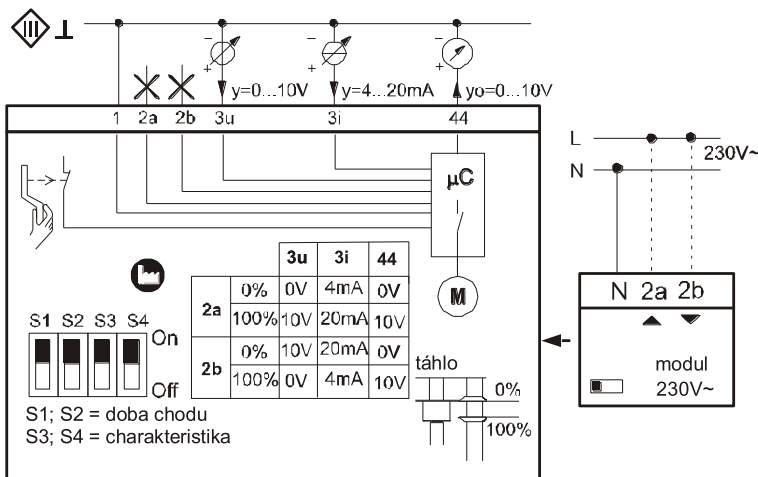 III ⊥
- - -
+ + +
y=0...10V y=4...20mA yo=0...10V
1 2a 2b 3u 3i 44
µC
M
3u 3i 44
2a 0% 0V 4mA 0V
100% 10V 20mA 10V
2b 0% 10V 20mA 0V
100% 0V 4mA 10V
S1 S2 S3 S4
On
Off
S1; S2 = doba chodu
S3; S4 = charakteristika
táhlo
0%
100%
L
230V~
N
N 2a 2b
modul
230V~